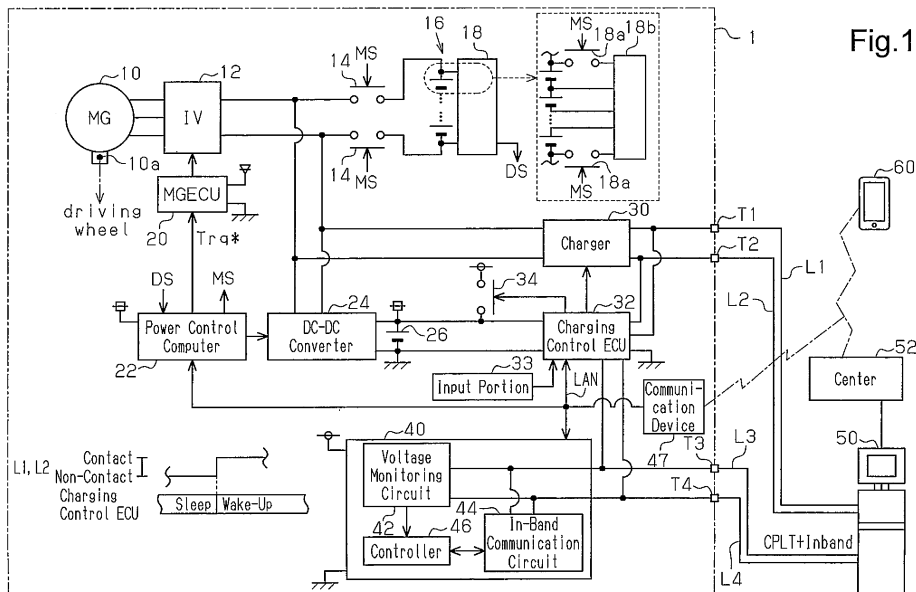 Fig.1
1
16
18
MS
18a
18b
MS
14
10
12
MG
IV
10a
14
MS
DS
MS
18a
60
driving
wheel
MGECU
20
Trq*
30
Charger
T1
T2
L1
L2
DS
MS
34
24
32
Power Control
Computer
22
DC-DC
Converter
26
Charging
Control ECU
52
Center
33
Input Portion
LAN
Communi-
cation
Device
47
50
40
T3
L3
L1, L2
Contact
Non-Contact
Charging
Control ECU
Sleep
Wake-Up
Voltage
Monitoring
Circuit
42
44
46
Controller
In-Band
Communication
Circuit
T4
CPLT+Inband
L4